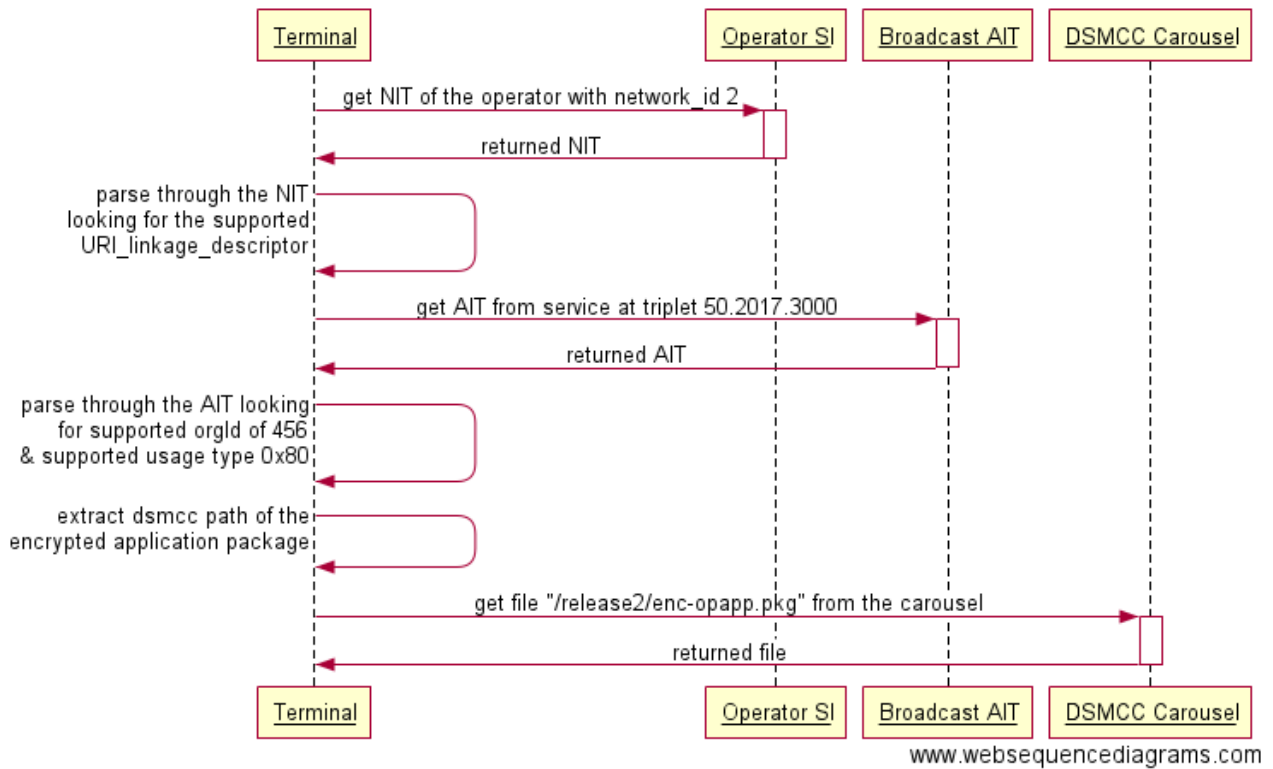 Terminal
Operator SI
Broadcast AIT
DSMCC Carousel
get NIT of the operator with network_id 2
returned NIT
parse through the NIT
looking for the supported
URI_linkage_descriptor
get AIT from service at triplet 50.2017.3000
returned AIT
parse through the AIT looking
for supported orgId of 456
& supported usage type 0x80
extract dsmcc path of the
encrypted application package
get file "/release2/enc-opapp.pkg" from the carousel
returned file
Terminal
Operator SI
Broadcast AIT
DSMCC Carousel
www.websequencediagrams.com